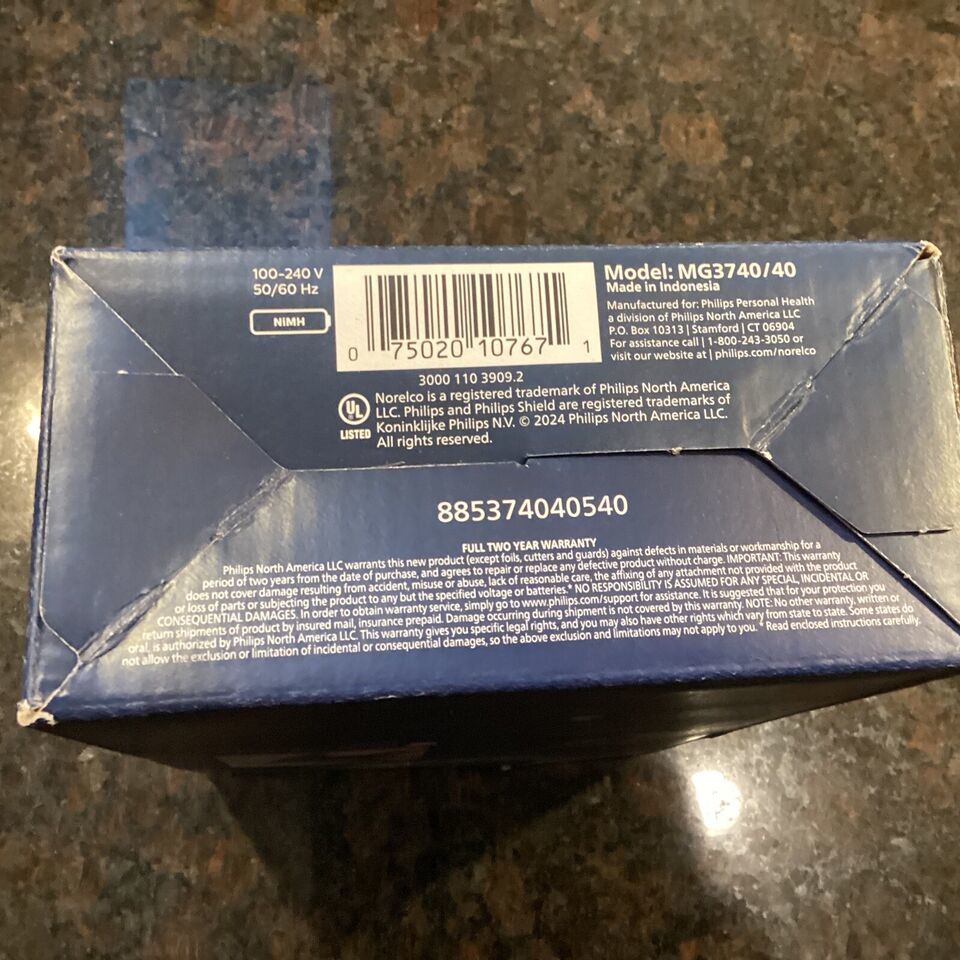 100-240 V
50/60 Hz
NiMH
0 75020 10767 1
Model: MG3740/40
Made in Indonesia
Manufactured for: Philips Personal Health
a division of Philips North America LLC
P.O. Box 10313 | Stamford | CT 06904
For assistance call | 1-800-243-3050 or
visit our website at | philips.com/norelco
3000 110 3909.2
UL
LISTED
Norelco is a registered trademark of Philips North America
LLC. Philips and Philips Shield are registered trademarks of
Koninklijke Philips N.V. © 2024 Philips North America LLC.
All rights reserved.
885374040540
FULL TWO YEAR WARRANTY
Philips North America LLC warrants this new product (except foils, cutters and guards) against defects in materials or workmanship for a
period of two years from the date of purchase, and agrees to repair or replace any defective product without charge. IMPORTANT: This warranty
does not cover damage resulting from accident, misuse or abuse, lack of reasonable care, the affixing of any attachment not provided with the product
or loss of parts or subjecting the product to any but the specified voltage or batteries.* NO RESPONSIBILITY IS ASSUMED FOR ANY SPECIAL, INCIDENTAL OR
CONSEQUENTIAL DAMAGES. In order to obtain warranty service, simply go to www.philips.com/support for assistance. It is suggested that for your protection you
return shipments of product by insured mail, insurance prepaid. Damage occurring during shipment is not covered by this warranty. NOTE: No other warranty, written or
oral, is authorized by Philips North America LLC. This warranty gives you specific legal rights, and you may also have other rights which vary from state to state. Some states do
not allow the exclusion or limitation of incidental or consequential damages, so the above exclusion and limitations may not apply to you. * Read enclosed instructions carefully.